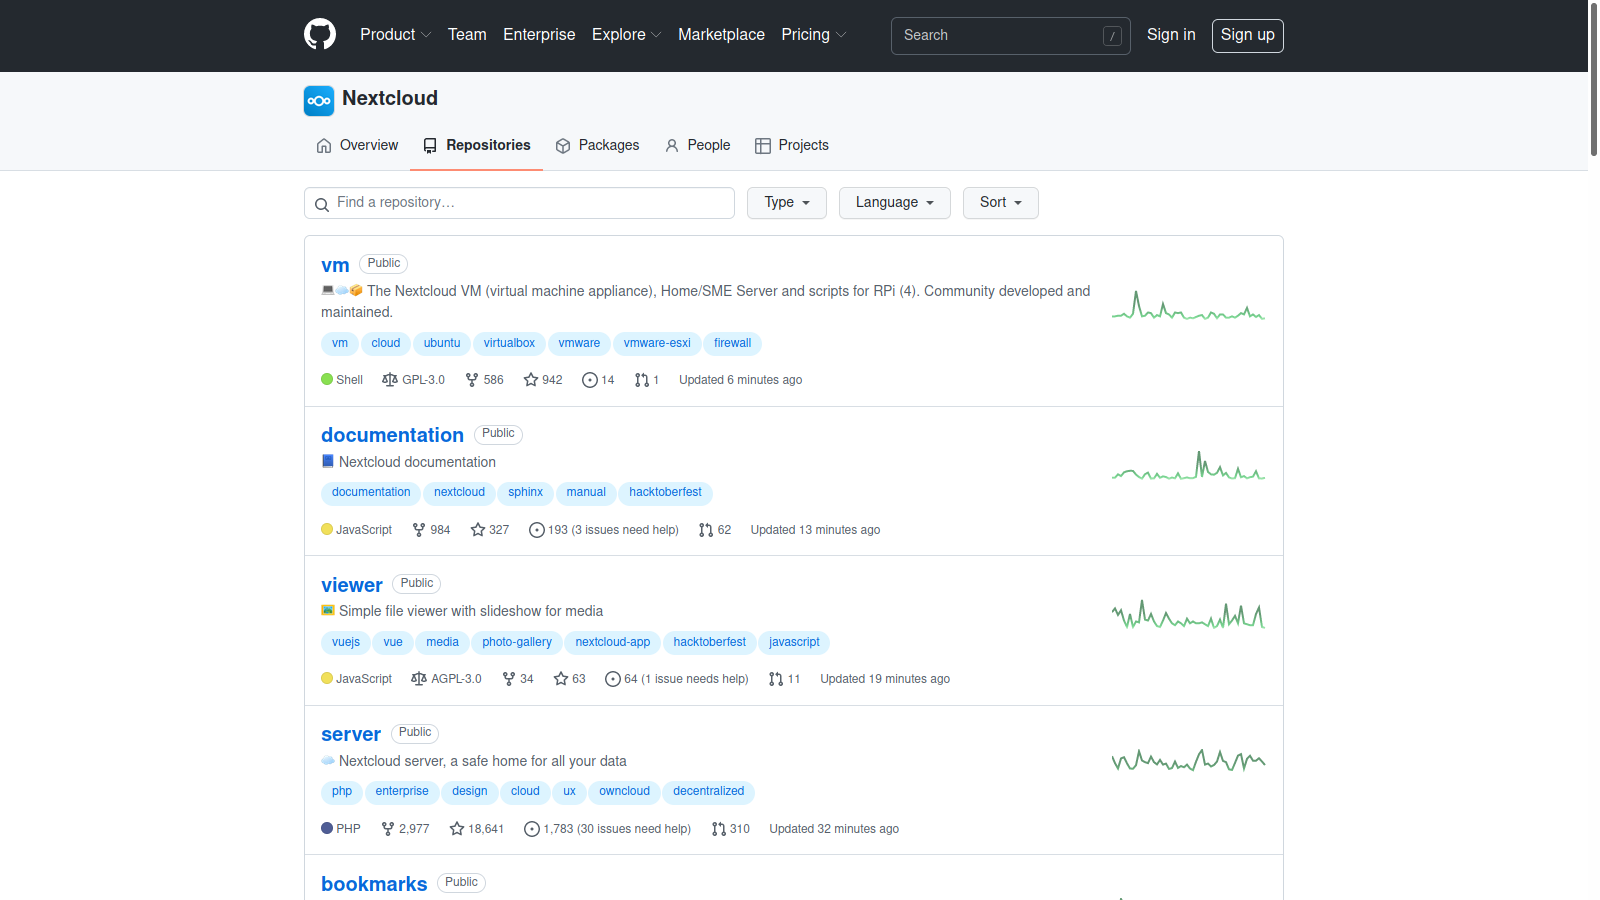 Product Team Enterprise Explore Marketplace Pricing Search / Sign in Sign up
Nextcloud
Overview Repositories Packages People Projects
Find a repository… Type Language Sort
vm Public
The Nextcloud VM (virtual machine appliance), Home/SME Server and scripts for RPi (4). Community developed and
maintained.
vm cloud ubuntu virtualbox vmware vmware-esxi firewall
Shell GPL-3.0 586 942 14 1 Updated 6 minutes ago
documentation Public
Nextcloud documentation
documentation nextcloud sphinx manual hacktoberfest
JavaScript 984 327 193 (3 issues need help) 62 Updated 13 minutes ago
viewer Public
Simple file viewer with slideshow for media
vuejs vue media photo-gallery nextcloud-app hacktoberfest javascript
JavaScript AGPL-3.0 34 63 64 (1 issue needs help) 11 Updated 19 minutes ago
server Public
Nextcloud server, a safe home for all your data
php enterprise design cloud ux owncloud decentralized
PHP 2,977 18,641 1,783 (30 issues need help) 310 Updated 32 minutes ago
bookmarks Public